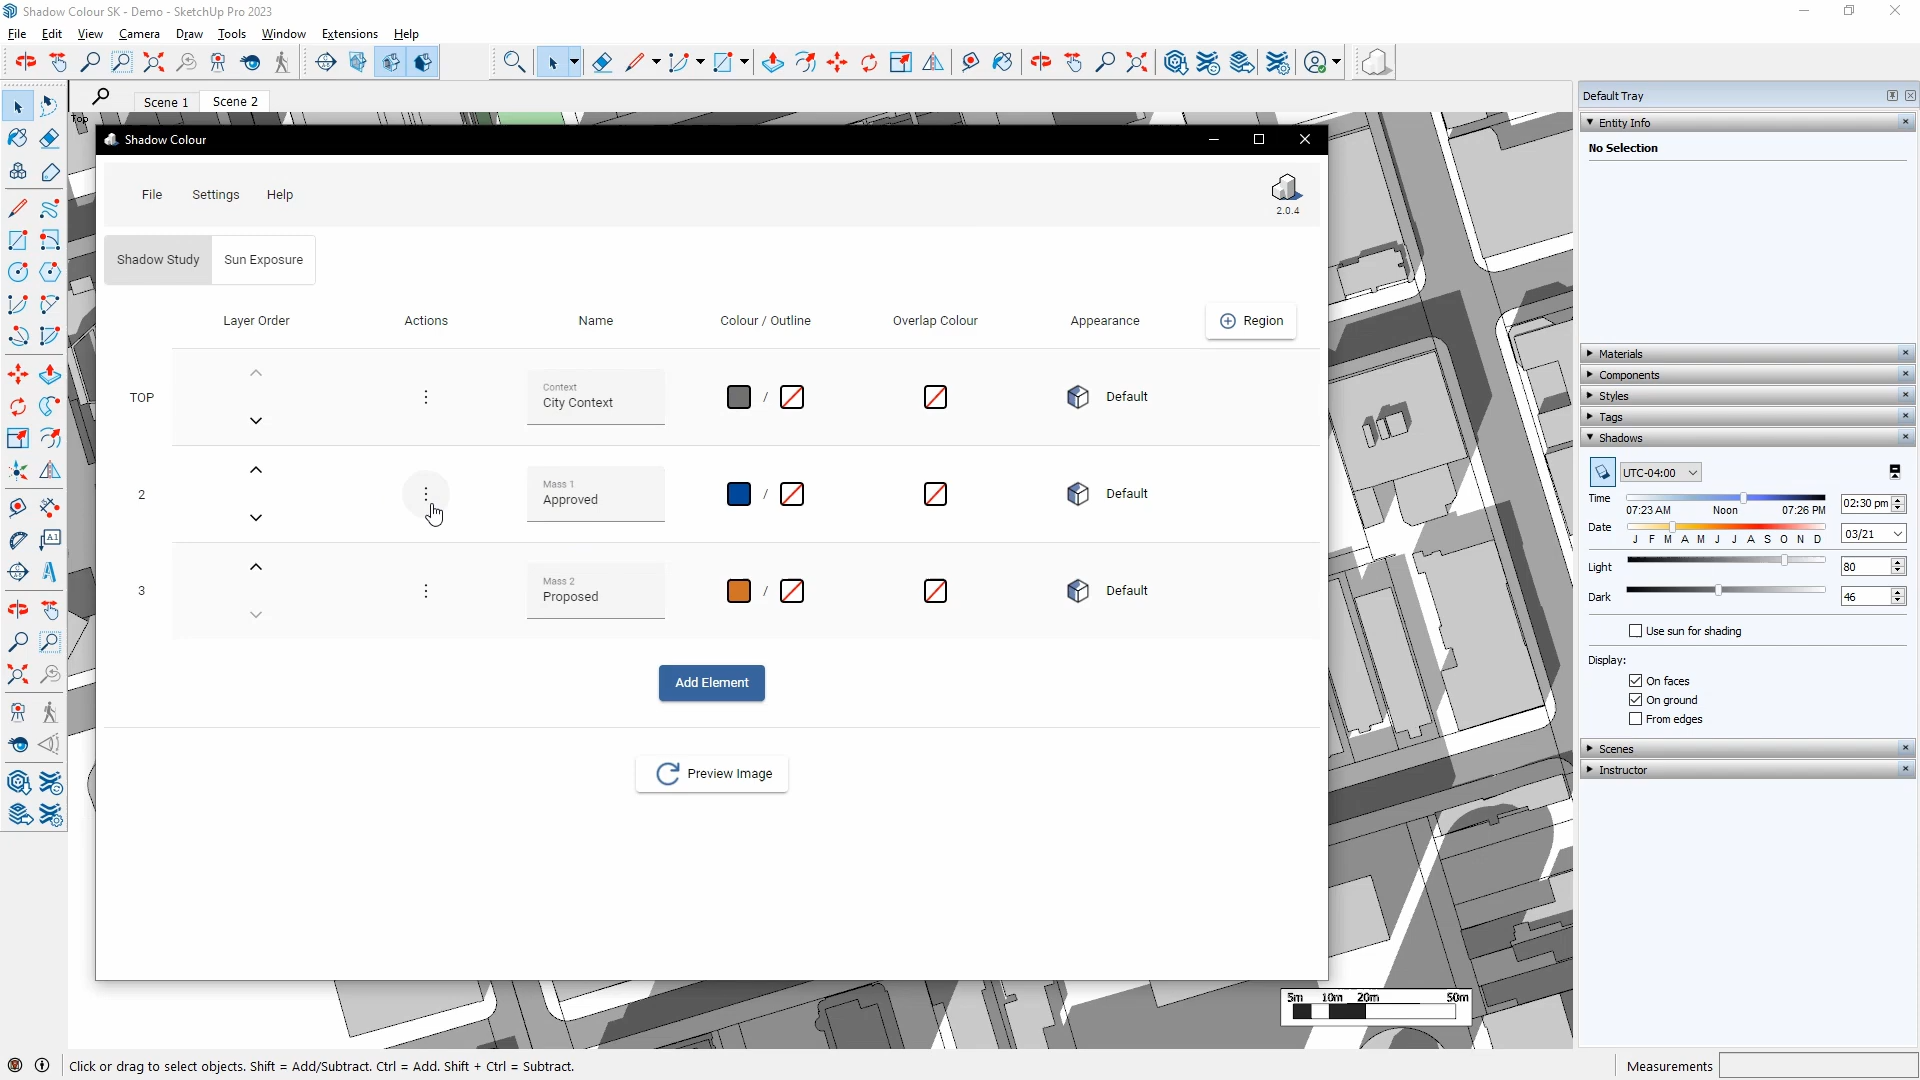 Shadow Colour SK - Demo - SketchUp Pro 2023
File Edit View Camera Draw Tools Window Extensions Help
Scene 1 Scene 2
Top
Shadow Colour
File Settings Help
2.0.4
Shadow Study Sun Exposure
Layer Order Actions Name Colour / Outline Overlap Colour Appearance Region
TOP Context City Context / Default
2 Mass 1 Approved / Default
3 Mass 2 Proposed / Default
Add Element
Preview Image
Default Tray
Entity Info
No Selection
Materials
Components
Styles
Tags
Shadows
UTC-04:00
Time 02:30 pm
07:23 AM Noon 07:26 PM
Date 03/21
J F M A M J J A S O N D
Light 80
Dark 46
Use sun for shading
Display:
On faces
On ground
From edges
Scenes
Instructor
5m 10m 20m 50m
A1
A
Click or drag to select objects. Shift = Add/Subtract. Ctrl = Add. Shift + Ctrl = Subtract.
Measurements